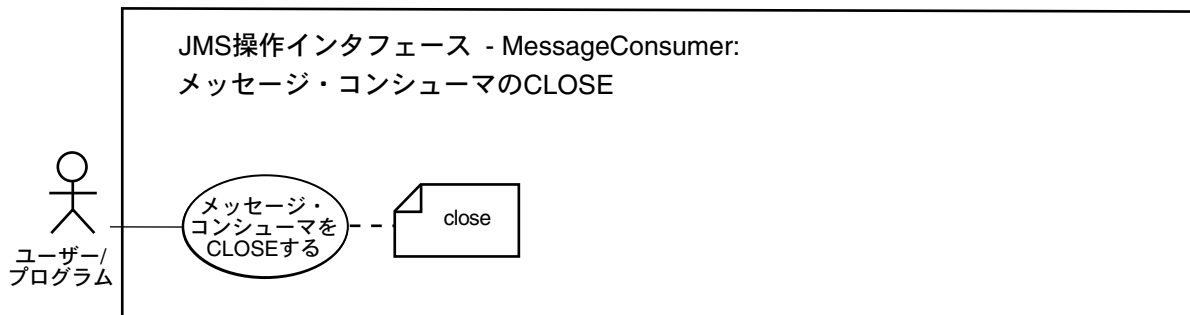 JMS操作インタフェース - MessageConsumer:
メッセージ・コンシューマのCLOSE
メッセージ・
コンシューマを
CLOSEする
close
ユーザー/
プログラム